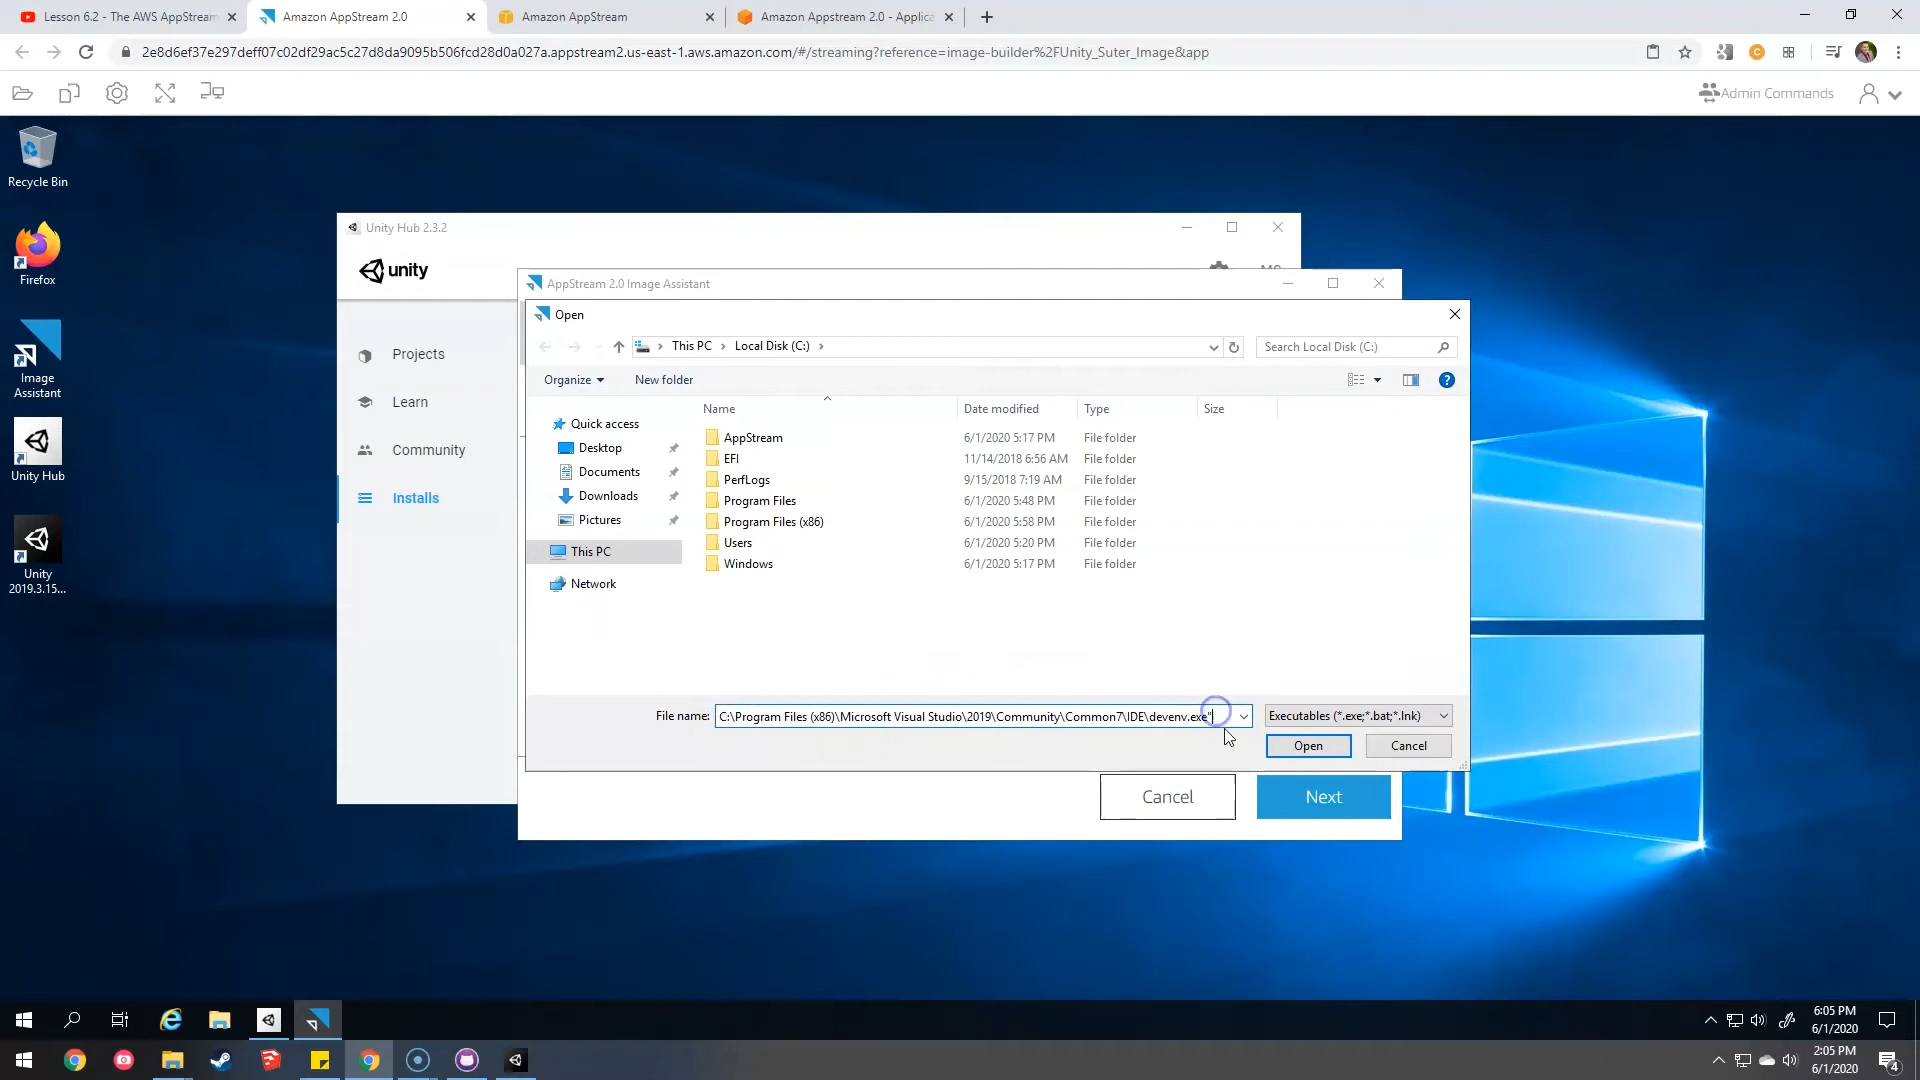 Lesson 6.2 - The AWS AppStream
Amazon AppStream 2.0
Amazon AppStream
Amazon Appstream 2.0 - Applica
2e8d6ef37e297deff07c02df29ac5c27d8da9095b506fcd28d0a027a.appstream2.us-east-1.aws.amazon.com/#/streaming?reference=image-builder%2FUnity_Suter_Image&app
Admin Commands
Recycle Bin
Firefox
Image
Assistant
Unity Hub
Unity
2019.3.15...
Unity Hub 2.3.2
unity
Projects
Learn
Community
Installs
AppStream 2.0 Image Assistant
Open
This PC > Local Disk (C:) >
Search Local Disk (C:)
Organize
New folder
Name Date modified Type Size
Quick access
Desktop
Documents
Downloads
Pictures
This PC
Network
AppStream 6/1/2020 5:17 PM File folder
EFI 11/14/2018 6:56 AM File folder
PerfLogs 9/15/2018 7:19 AM File folder
Program Files 6/1/2020 5:48 PM File folder
Program Files (x86) 6/1/2020 5:58 PM File folder
Users 6/1/2020 5:20 PM File folder
Windows 6/1/2020 5:17 PM File folder
File name: C:\Program Files (x86)\Microsoft Visual Studio\2019\Community\Common7\IDE\devenv.exe"
Executables (*.exe;*.bat;*.lnk)
Open
Cancel
Cancel
Next
6:05 PM
6/1/2020
2:05 PM
6/1/2020
4